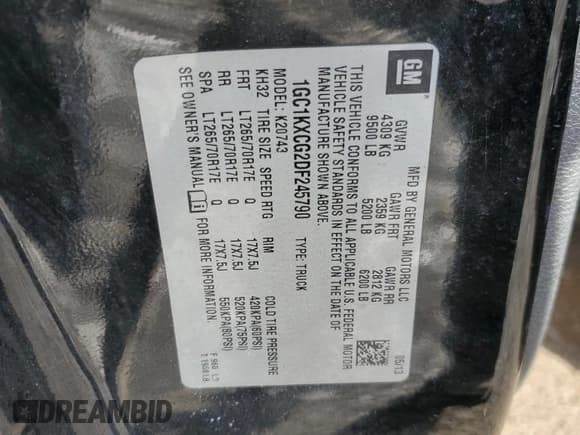 GM
MFD BY GENERAL MOTORS LLC
05/13
GVWR GAWR FRT GAWR RR
4309 KG 2359 KG 2812 KG
9500 LB 5200 LB 6200 LB
THIS VEHICLE CONFORMS TO ALL APPLICABLE U.S. FEDERAL MOTOR
VEHICLE SAFETY STANDARDS IN EFFECT ON THE DATE OF
MANUFACTURE SHOWN ABOVE.
1GC1KXCG2DF245790 TYPE: TRUCK
MODEL: K20743
KH32 TIRE SIZE SPEED RTG RIM COLD TIRE PRESSURE
FRT LT265/70R17E Q 17X7.5J 420KPA(60PSI)
RR LT265/70R17E Q 17X7.5J 520KPA(75PSI)
SPA LT265/70R17E Q 17X7.5J 550KPA(80PSI)
SEE OWNER'S MANUAL FOR MORE INFORMATION.
DREAMBID